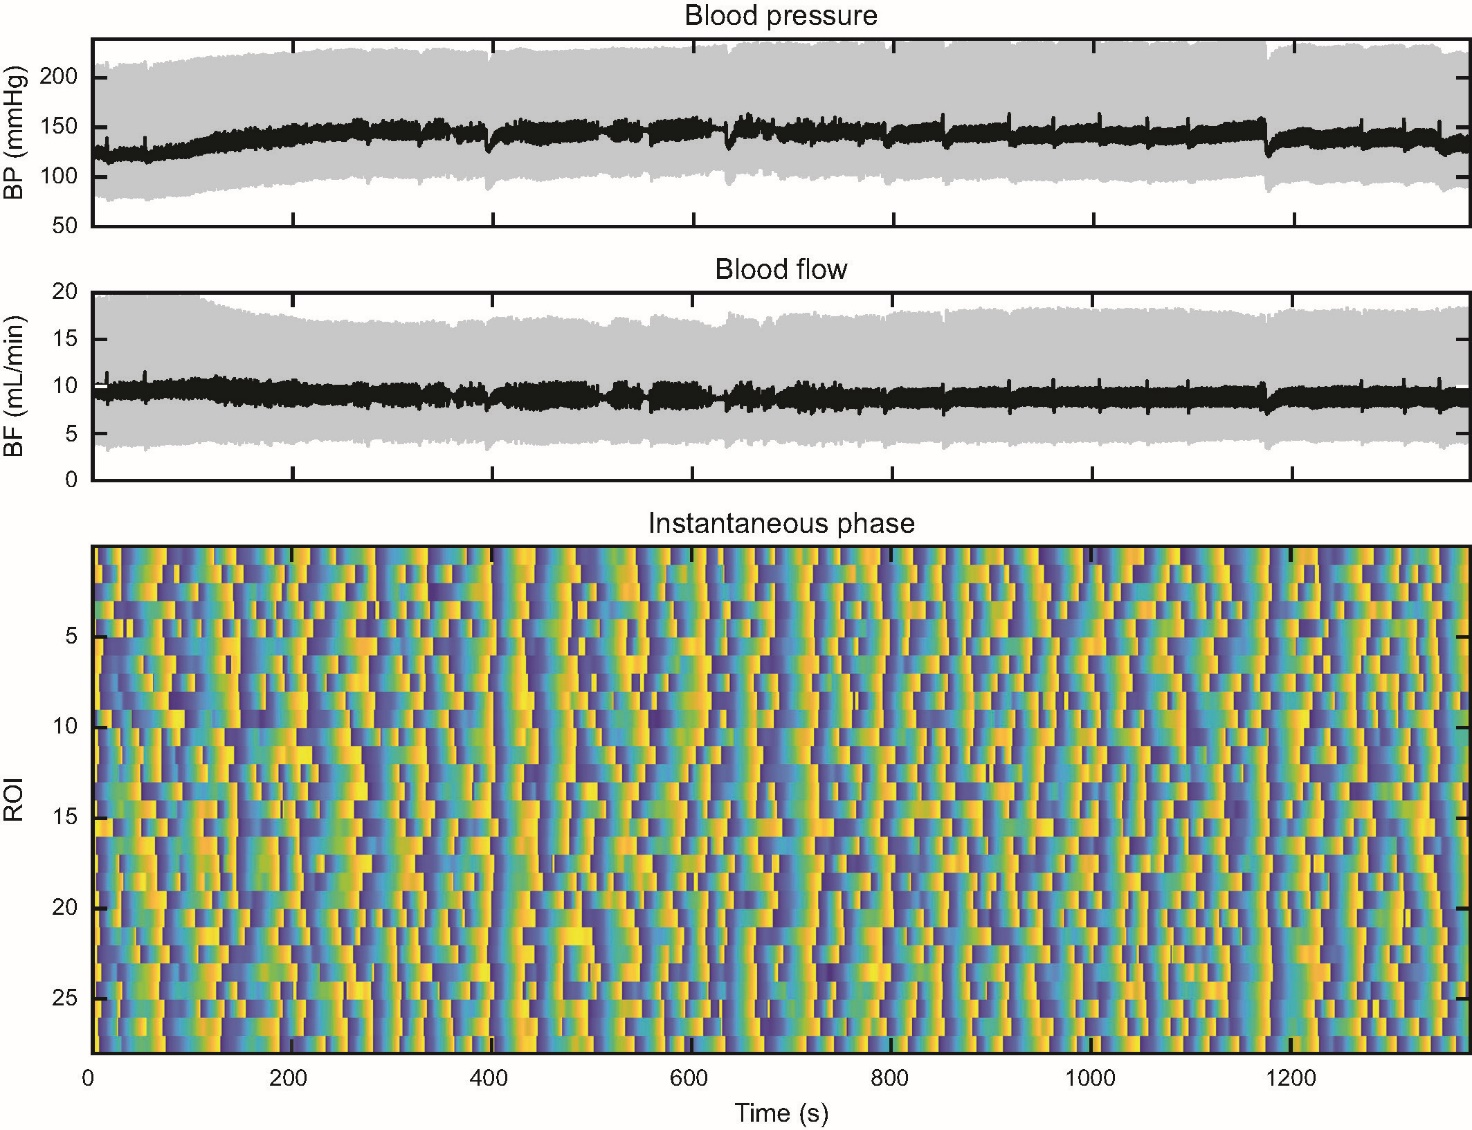 Blood pressure
BP (mmHg)
200
150
100
50
Blood flow
BF (mL/min)
20
15
10
5
0
Instantaneous phase
ROI
5
10
15
20
25
0 200 400 600 800 1000 1200
Time (s)